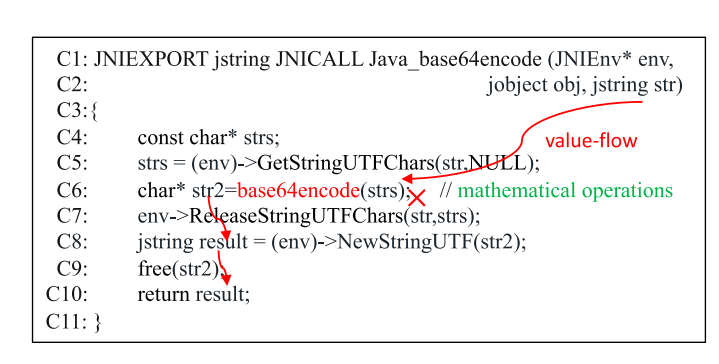 C1: JNIEXPORT jstring JNICALL Java_base64encode (JNIEnv* env,
C2: jobject obj, jstring str)
C3:{
C4: const char* strs;
value-flow
C5: strs = (env)->GetStringUTFChars(str,NULL);
C6: char* str2=base64encode(strs); // mathematical operations
C7: env->ReleaseStringUTFChars(str,strs);
C8: jstring result = (env)->NewStringUTF(str2);
C9: free(str2);
C10: return result;
C11: }